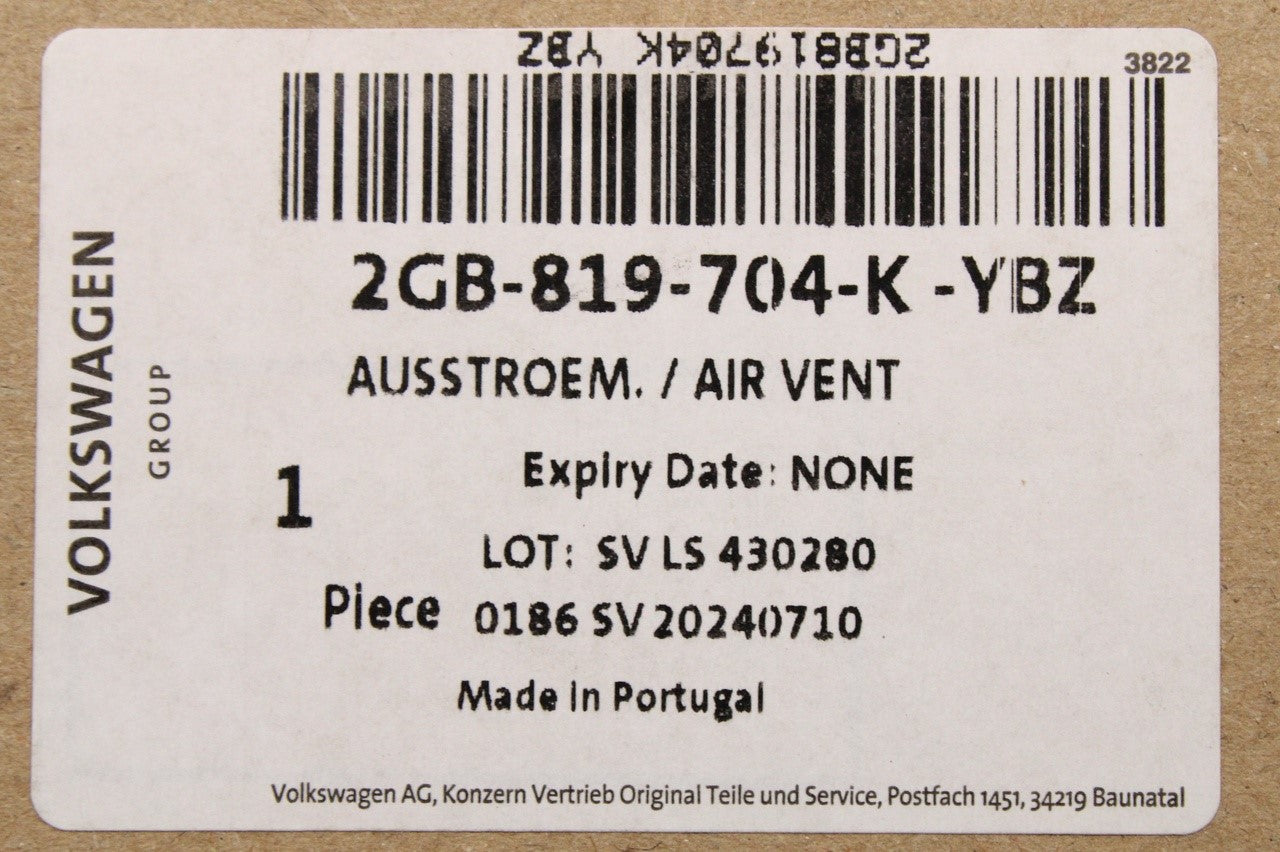 2GB819704K YBZ
3822
2GB-819-704-K -YBZ
AUSSTROEM. / AIR VENT
Expiry Date: NONE
1
LOT: SV LS 430280
Piece 0186 SV 20240710
Made in Portugal
VOLKSWAGEN
GROUP
Volkswagen AG, Konzern Vertrieb Original Teile und Service, Postfach 1451, 34219 Baunatal